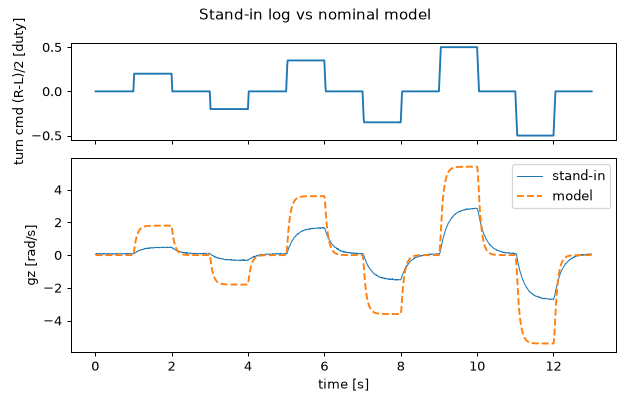 Stand-in log vs nominal model
turn cmd (R-L)/2 [duty]
0.5
0.0
−0.5
gz [rad/s]
4
2
0
−2
−4
stand-in
model
0 2 4 6 8 10 12
time [s]